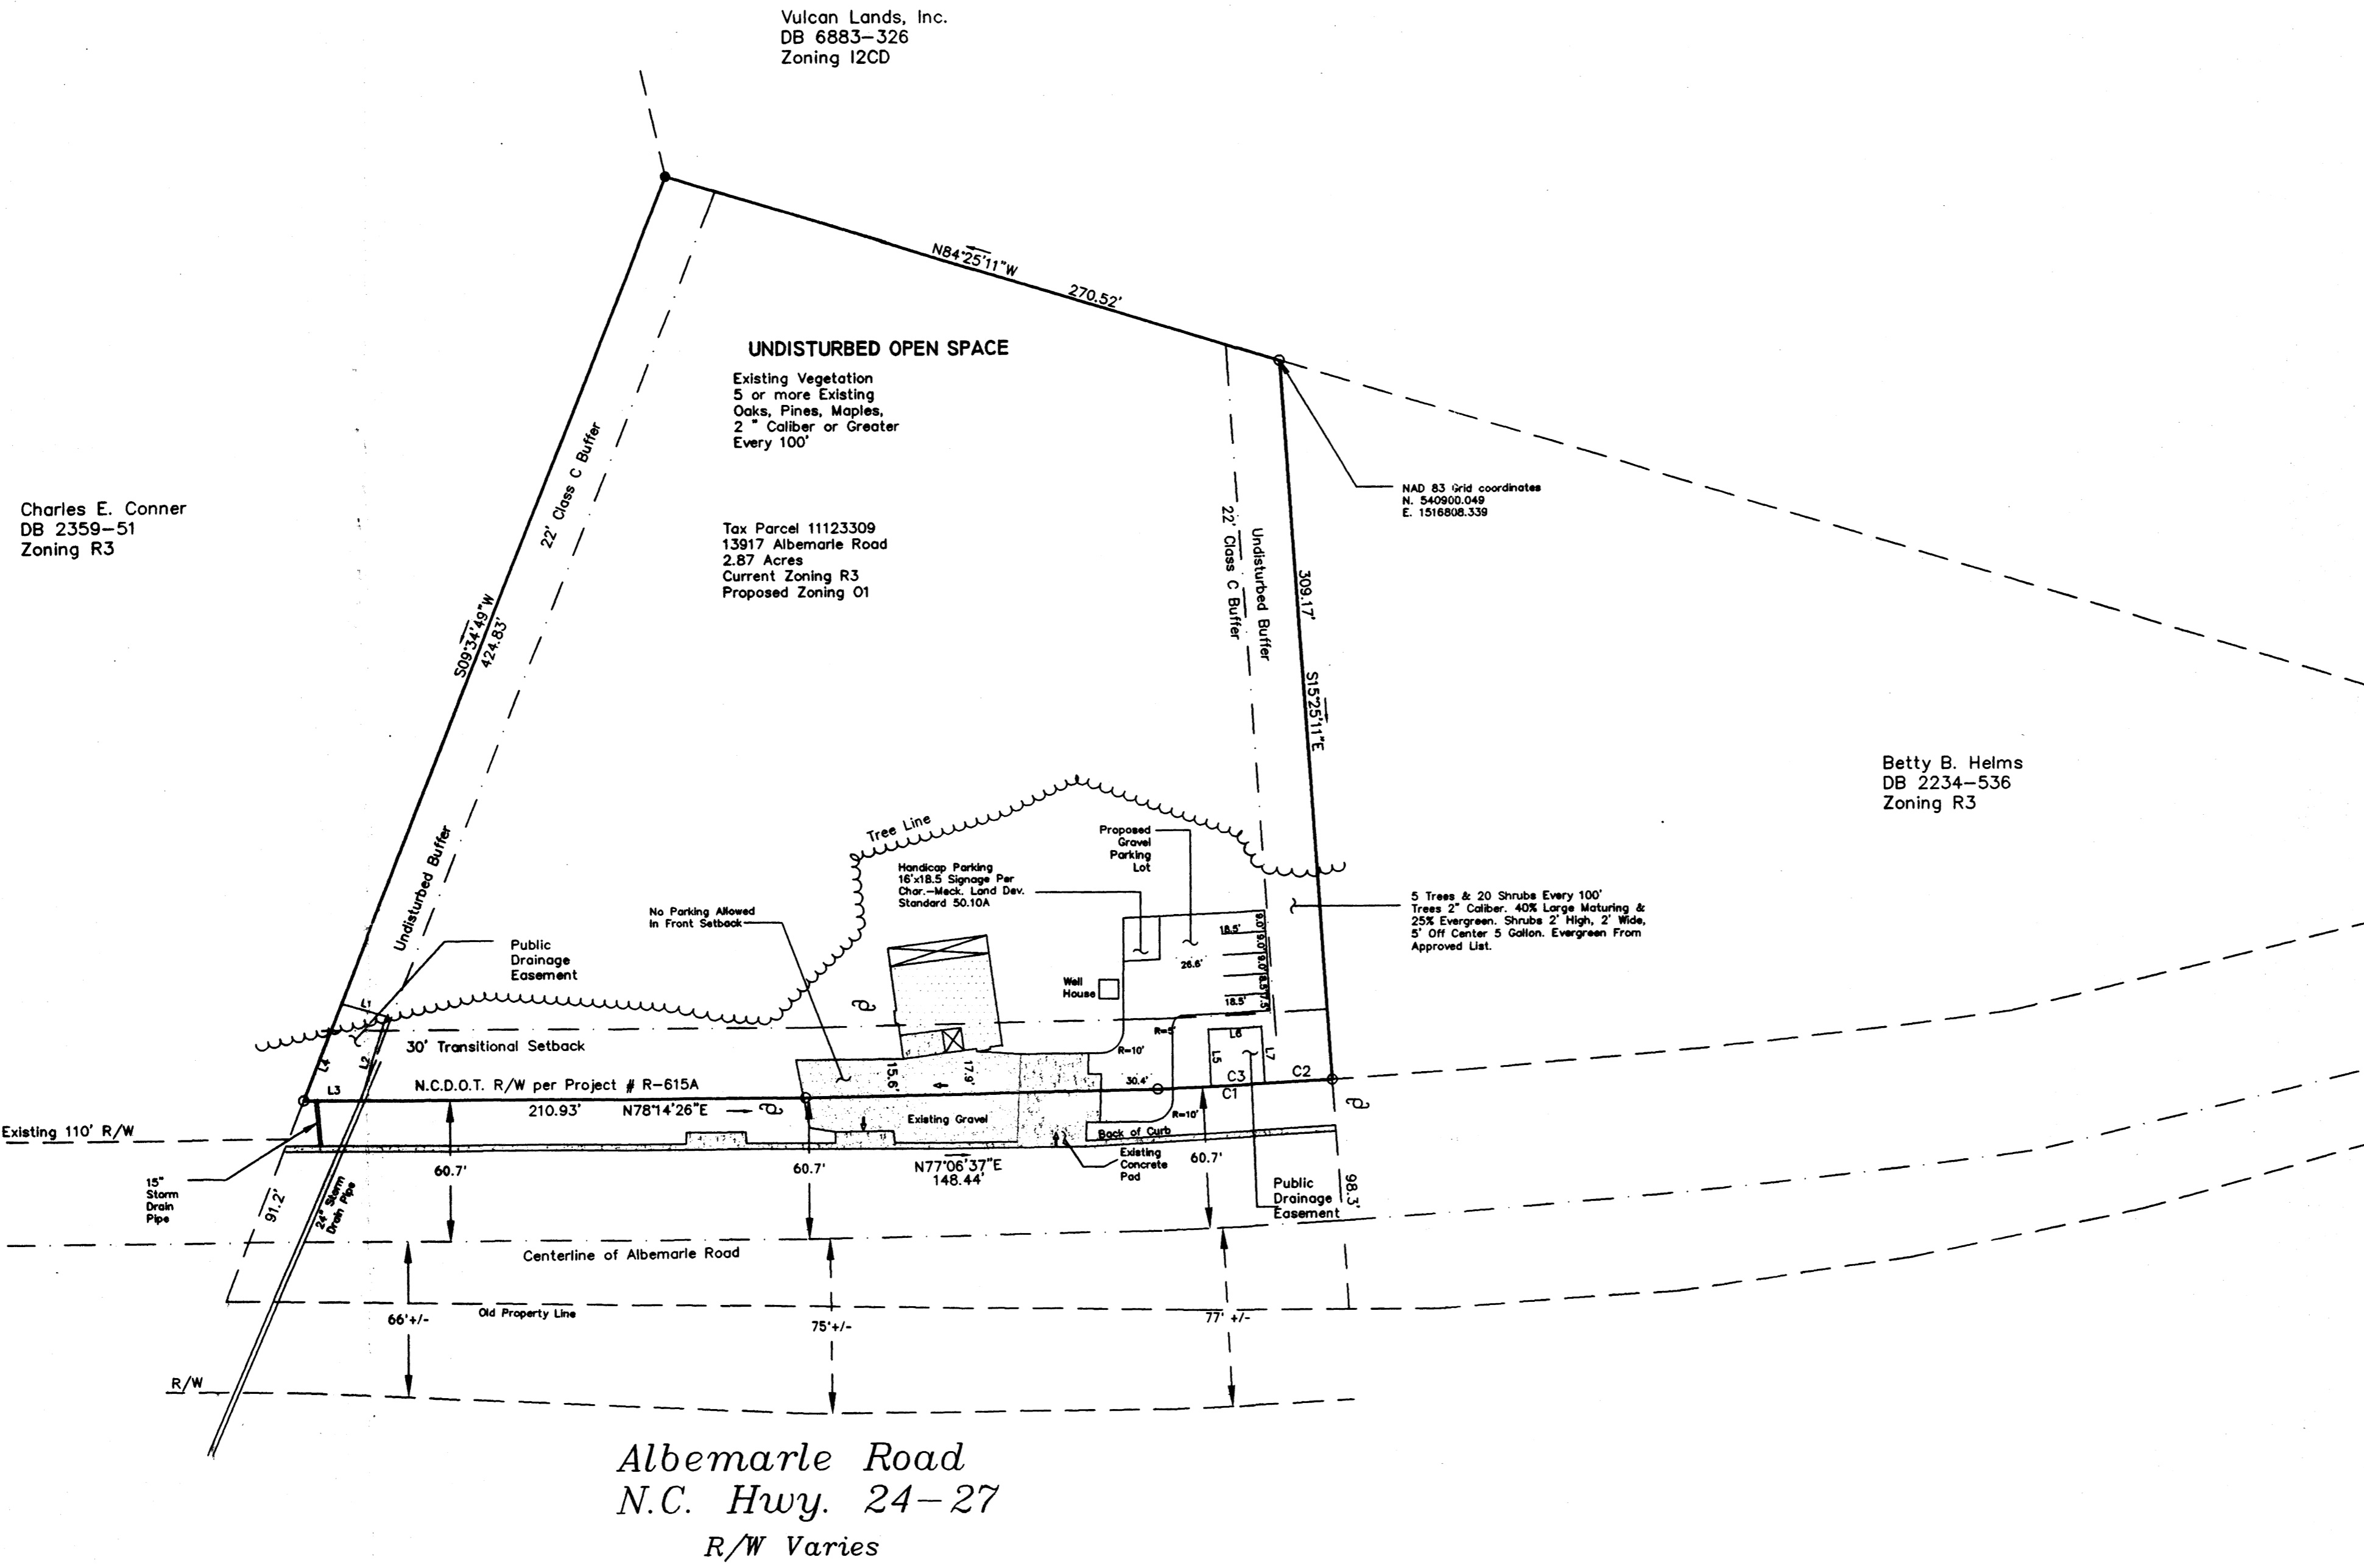 Vulcan Lands, Inc.
DB 6883-326
Zoning I2CD
N84°25'11"W
270.52'
UNDISTURBED OPEN SPACE
Existing Vegetation
5 or more Existing
Oaks, Pines, Maples,
2 " Caliber or Greater
Every 100'
22' Class C Buffer
Undisturbed Buffer
Charles E. Conner
DB 2359-51
Zoning R3
Tax Parcel 11123309
13917 Albemarle Road
2.87 Acres
Current Zoning R3
Proposed Zoning O1
S09°34'49"W
424.83'
NAD 83 Grid coordinates
N. 540900.049
E. 1516808.339
22' Class C Buffer
Undisturbed Buffer
309.17'
S15°25'11"E
Betty B. Helms
DB 2234-536
Zoning R3
Tree Line
Proposed
Gravel
Parking
Lot
Handicap Parking
16'x18.5 Signage Per
Char.-Meck. Land Dev.
Standard 50.10A
No Parking Allowed
In Front Setback
5 Trees & 20 Shrubs Every 100'
Trees 2" Caliber. 40% Large Maturing &
25% Evergreen. Shrubs 2' High, 2' Wide,
5' Off Center 5 Gallon. Evergreen From
Approved List.
Public
Drainage
Easement
18.5'
9.0'
9.0'
9.0'
8.5'
7.5'
26.6'
18.5'
Well
House
L1
L2
L4
L3
30' Transitional Setback
N.C.D.O.T. R/W per Project # R-615A
210.93'
N78°14'26"E
15.6'
17.9'
R=5'
R=10'
30.4'
L6
L5
L7
C3
C2
C1
R=10'
Existing Gravel
Back of Curb
Existing 110' R/W
15"
Storm
Drain
Pipe
91.2'
24" Storm
Drain Pipe
60.7'
60.7'
N77°06'37"E
148.44'
Existing
Concrete
Pad
60.7'
Public
Drainage
Easement
98.3'
Centerline of Albemarle Road
Old Property Line
66'+/-
75'+/-
77' +/-
R/W
Albemarle Road
N.C. Hwy. 24-27
R/W Varies